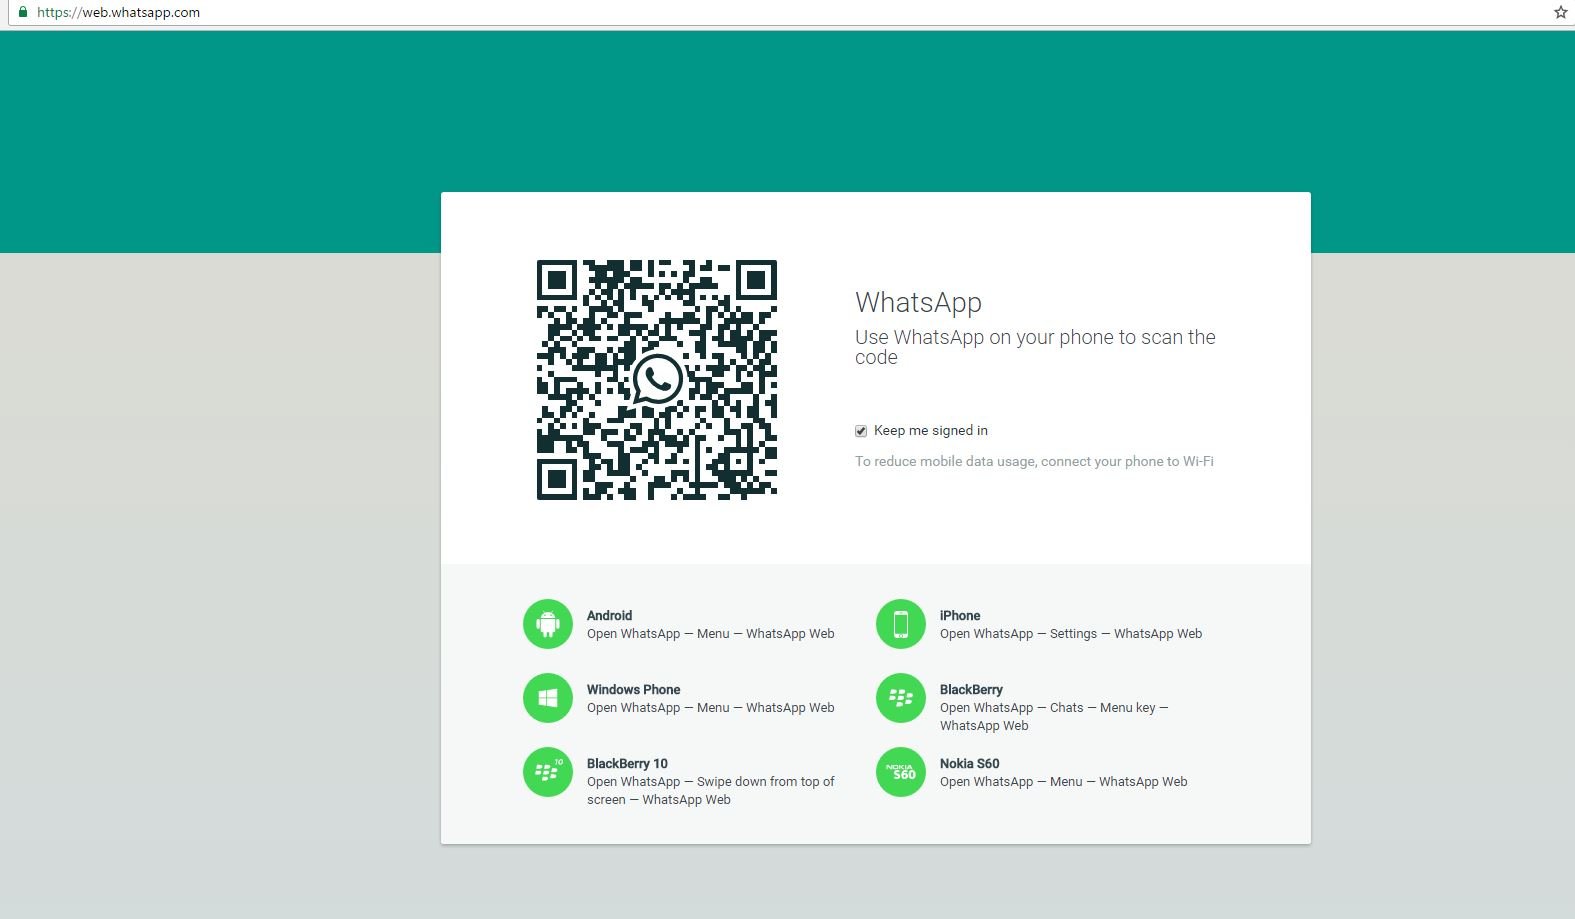 https://web.whatsapp.com
WhatsApp
Use WhatsApp on your phone to scan the
code
Keep me signed in
To reduce mobile data usage, connect your phone to Wi-Fi
Android
Open WhatsApp — Menu — WhatsApp Web
iPhone
Open WhatsApp — Settings — WhatsApp Web
Windows Phone
Open WhatsApp — Menu — WhatsApp Web
BlackBerry
Open WhatsApp — Chats — Menu key —
WhatsApp Web
10
BlackBerry 10
Open WhatsApp — Swipe down from top of
screen — WhatsApp Web
NOKIA
S60
Nokia S60
Open WhatsApp — Menu — WhatsApp Web